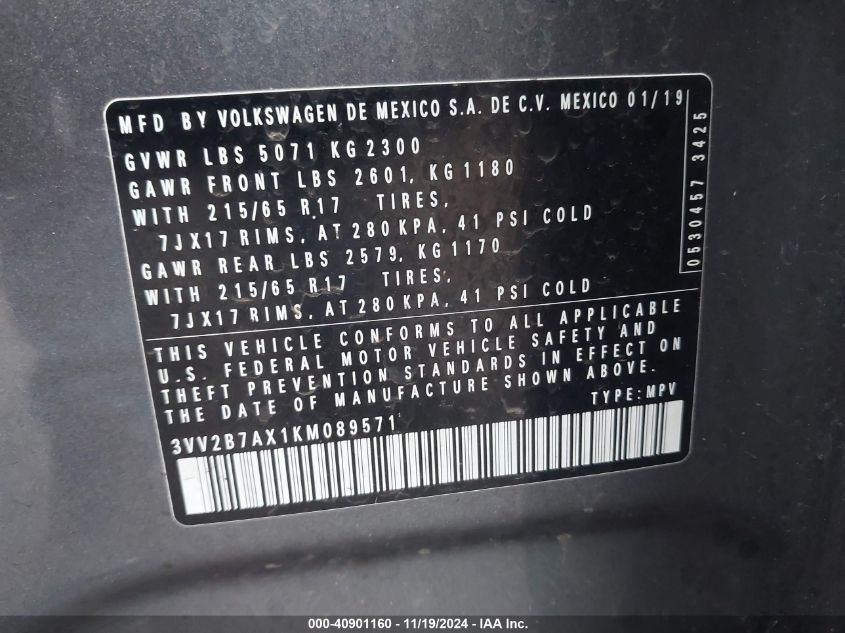 MFD BY VOLKSWAGEN DE MEXICO S.A. DE C.V. MEXICO 01/19
GVWR LBS 5071 KG 2300
GAWR FRONT LBS 2601, KG 1180
WITH 215/65 R.17 TIRES,
7JX17 RIMS, AT 280 KPA, 41 PSI COLD
GAWR REAR LBS 2579, KG 1170
WITH 215/65 R17 TIRES,
7JX17 RIMS, AT 280 KPA, 41 PSI COLD
0530457 3425
THIS VEHICLE CONFORMS TO ALL APPLICABLE
U.S. FEDERAL MOTOR VEHICLE SAFETY AND
THEFT PREVENTION STANDARDS IN EFFECT ON
THE DATE OF MANUFACTURE SHOWN ABOVE.
TYPE: MPV
3VV2B7AX1KM089571
000-40901160 - 11/19/2024 - IAA Inc.